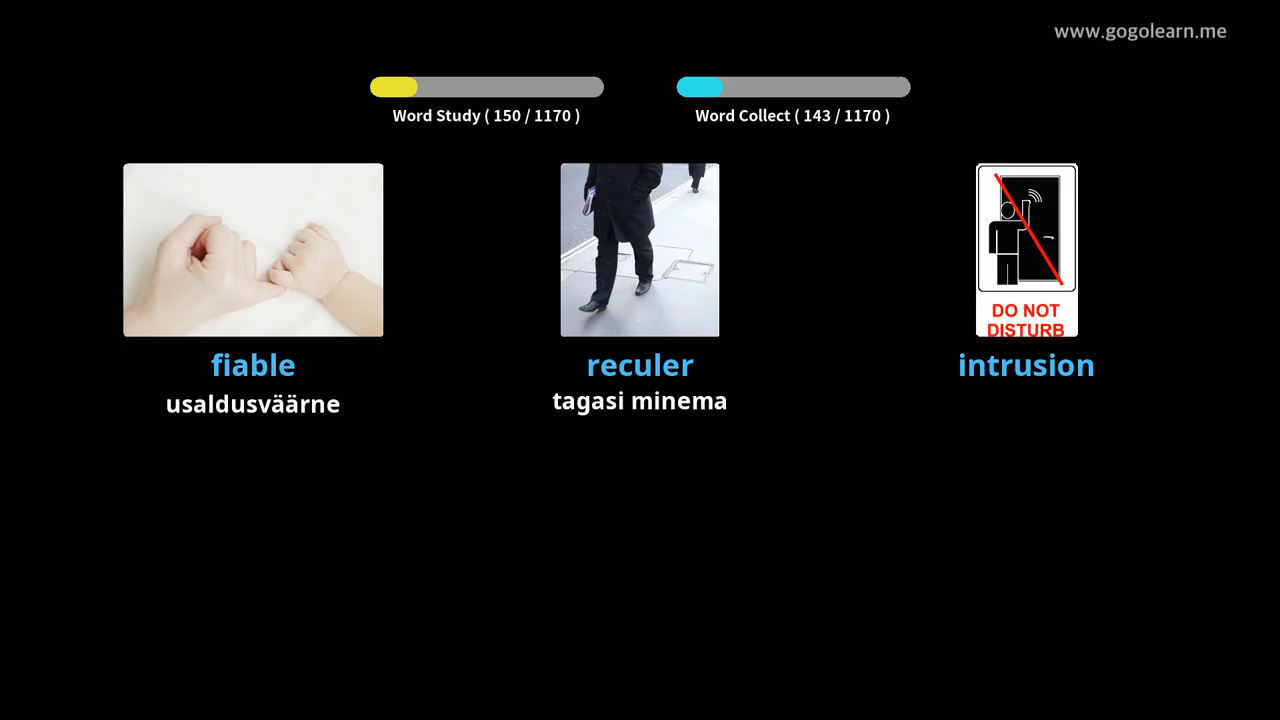 www.gogolearn.me
Word Study ( 150 / 1170 )
Word Collect ( 143 / 1170 )
DO NOT
DISTURB
fiable
reculer
intrusion
usaldusväärne
tagasi minema